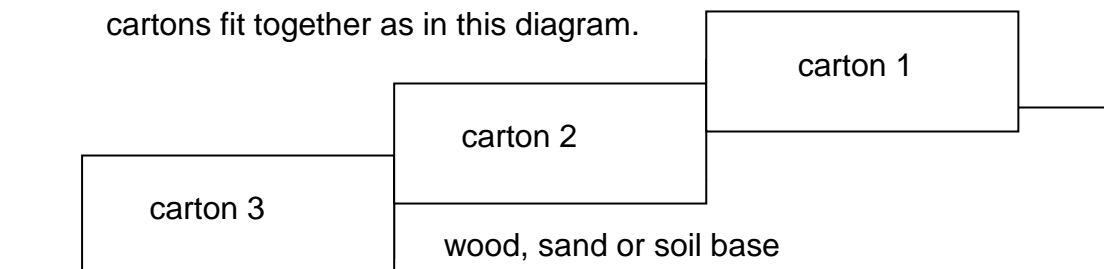 cartons fit together as in this diagram.
carton 1
carton 2
carton 3
wood, sand or soil base